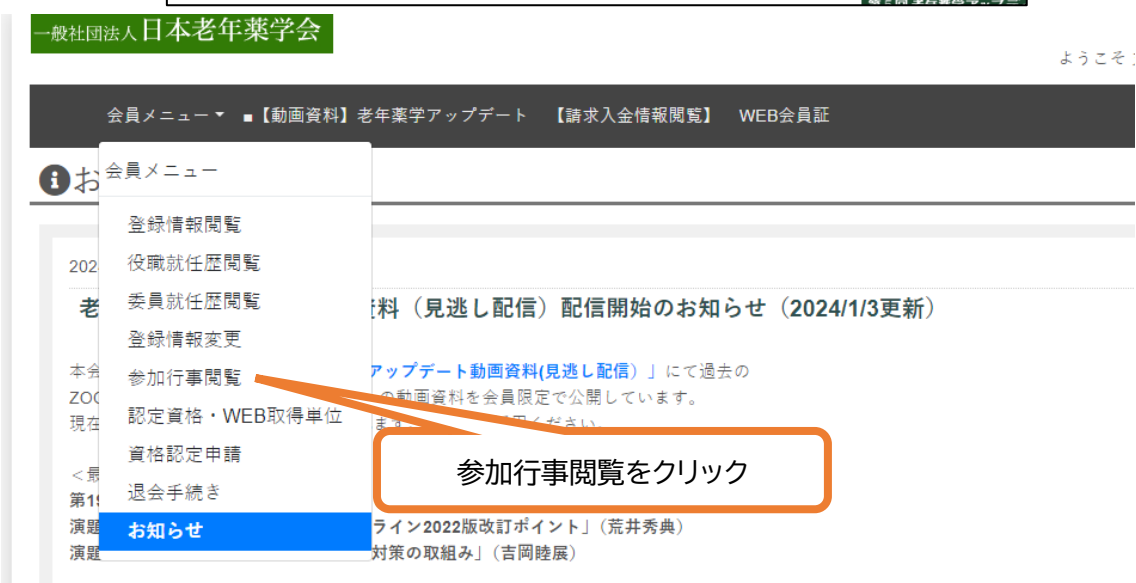 一般社団法人日本老年薬学会
ようこそ
会員メニュー ■【動画資料】老年薬学アップデート 【請求入金情報閲覧】 WEB会員証
お
会員メニュー
登録情報閲覧
役職就任歴閲覧
委員就任歴閲覧
登録情報変更
参加行事閲覧
認定資格・WEB取得単位
資格認定申請
退会手続き
お知らせ
202
老 料（見逃し配信）配信開始のお知らせ（2024/1/3更新）
本会 アップデート動画資料(見逃し配信）」にて過去の
ZOO の動画資料を会員限定で公開しています。
現在 ます。 ください。
＜最
第19
演題 ライン2022版改訂ポイント」（荒井秀典）
演題 対策の取組み」（吉岡睦展）
参加行事閲覧をクリック